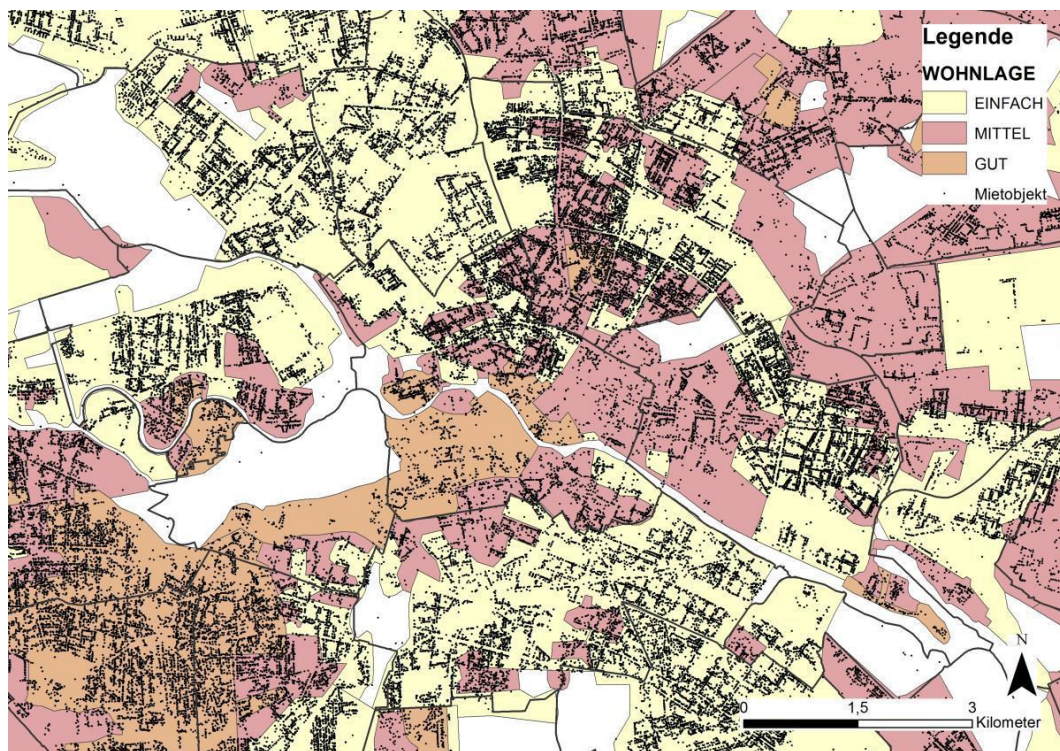 Legende
WOHNLAGE
EINFACH
MITTEL
GUT
Mietobjekt
N
0 1,5 3
Kilometer